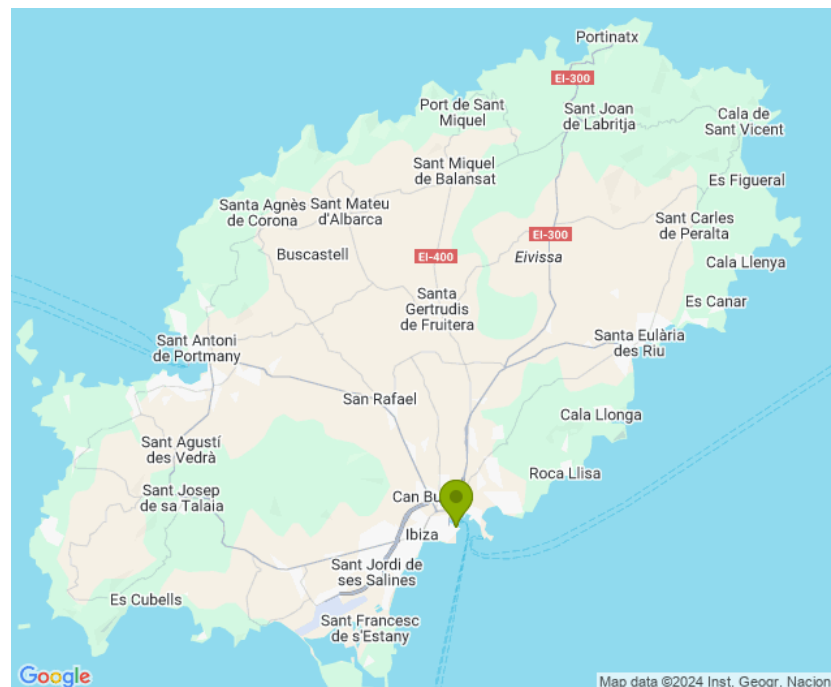 Portinatx
EI-300
Port de Sant
Miquel
Sant Joan
de Labritja
Cala de
Sant Vicent
Sant Miquel
de Balansat
Es Figueral
Santa Agnès
de Corona
Sant Mateu
d'Albarca
Sant Carles
de Peralta
EI-300
Buscastell
EI-400
Eivissa
Cala Llenya
Santa
Gertrudis
de Fruitera
Es Canar
Sant Antoni
de Portmany
Santa Eulària
des Riu
San Rafael
Cala Llonga
Sant Agustí
des Vedrà
Roca Llisa
Sant Josep
de sa Talaia
Can Bu
Ibiza
Sant Jordi de
ses Salines
Es Cubells
Sant Francesc
de s'Estany
Google
Map data ©2024 Inst. Geogr. Nacion